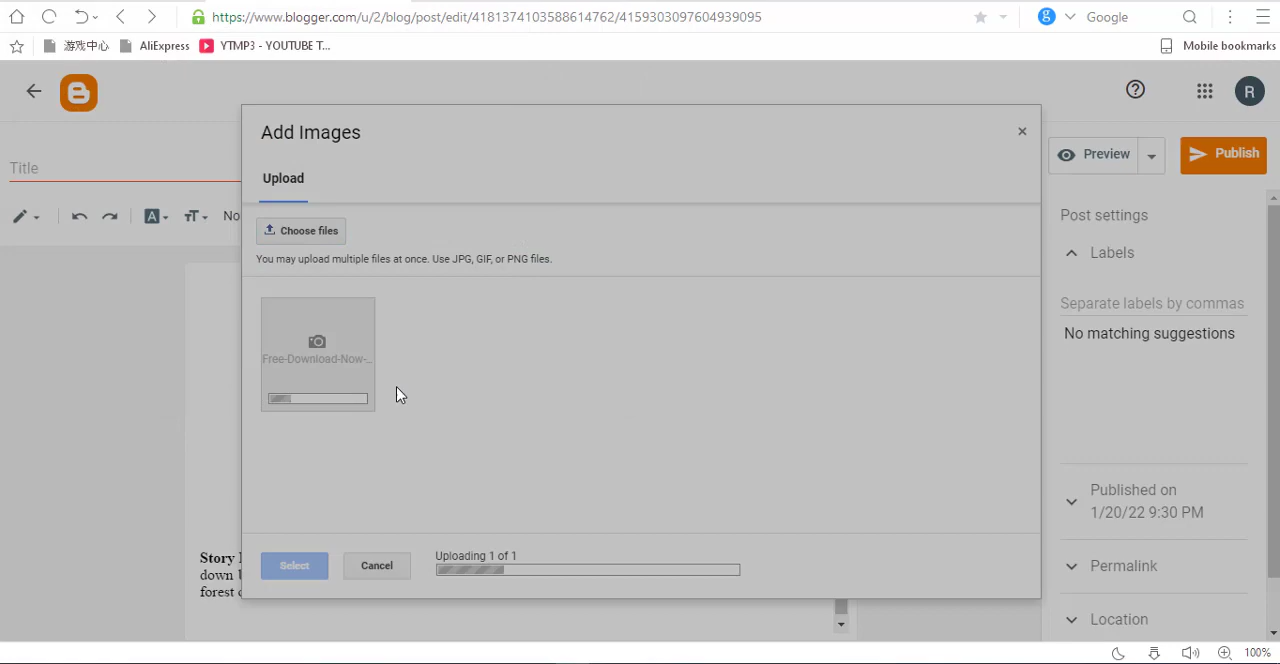 https://www.blogger.com/u/2/blog/post/edit/4181374103588614762/4159303097604939095
Google
游戏中心
AliExpress
YTMP3 - YOUTUBE T...
Mobile bookmarks
R
Add Images
Title
Preview
Publish
Upload
No
Post settings
Choose files
Labels
You may upload multiple files at once. Use JPG, GIF, or PNG files.
Separate labels by commas
No matching suggestions
Free-Download-Now-...
Published on
1/20/22 9:30 PM
Story
Uploading 1 of 1
Select
Cancel
Permalink
down
forest
Location
100%